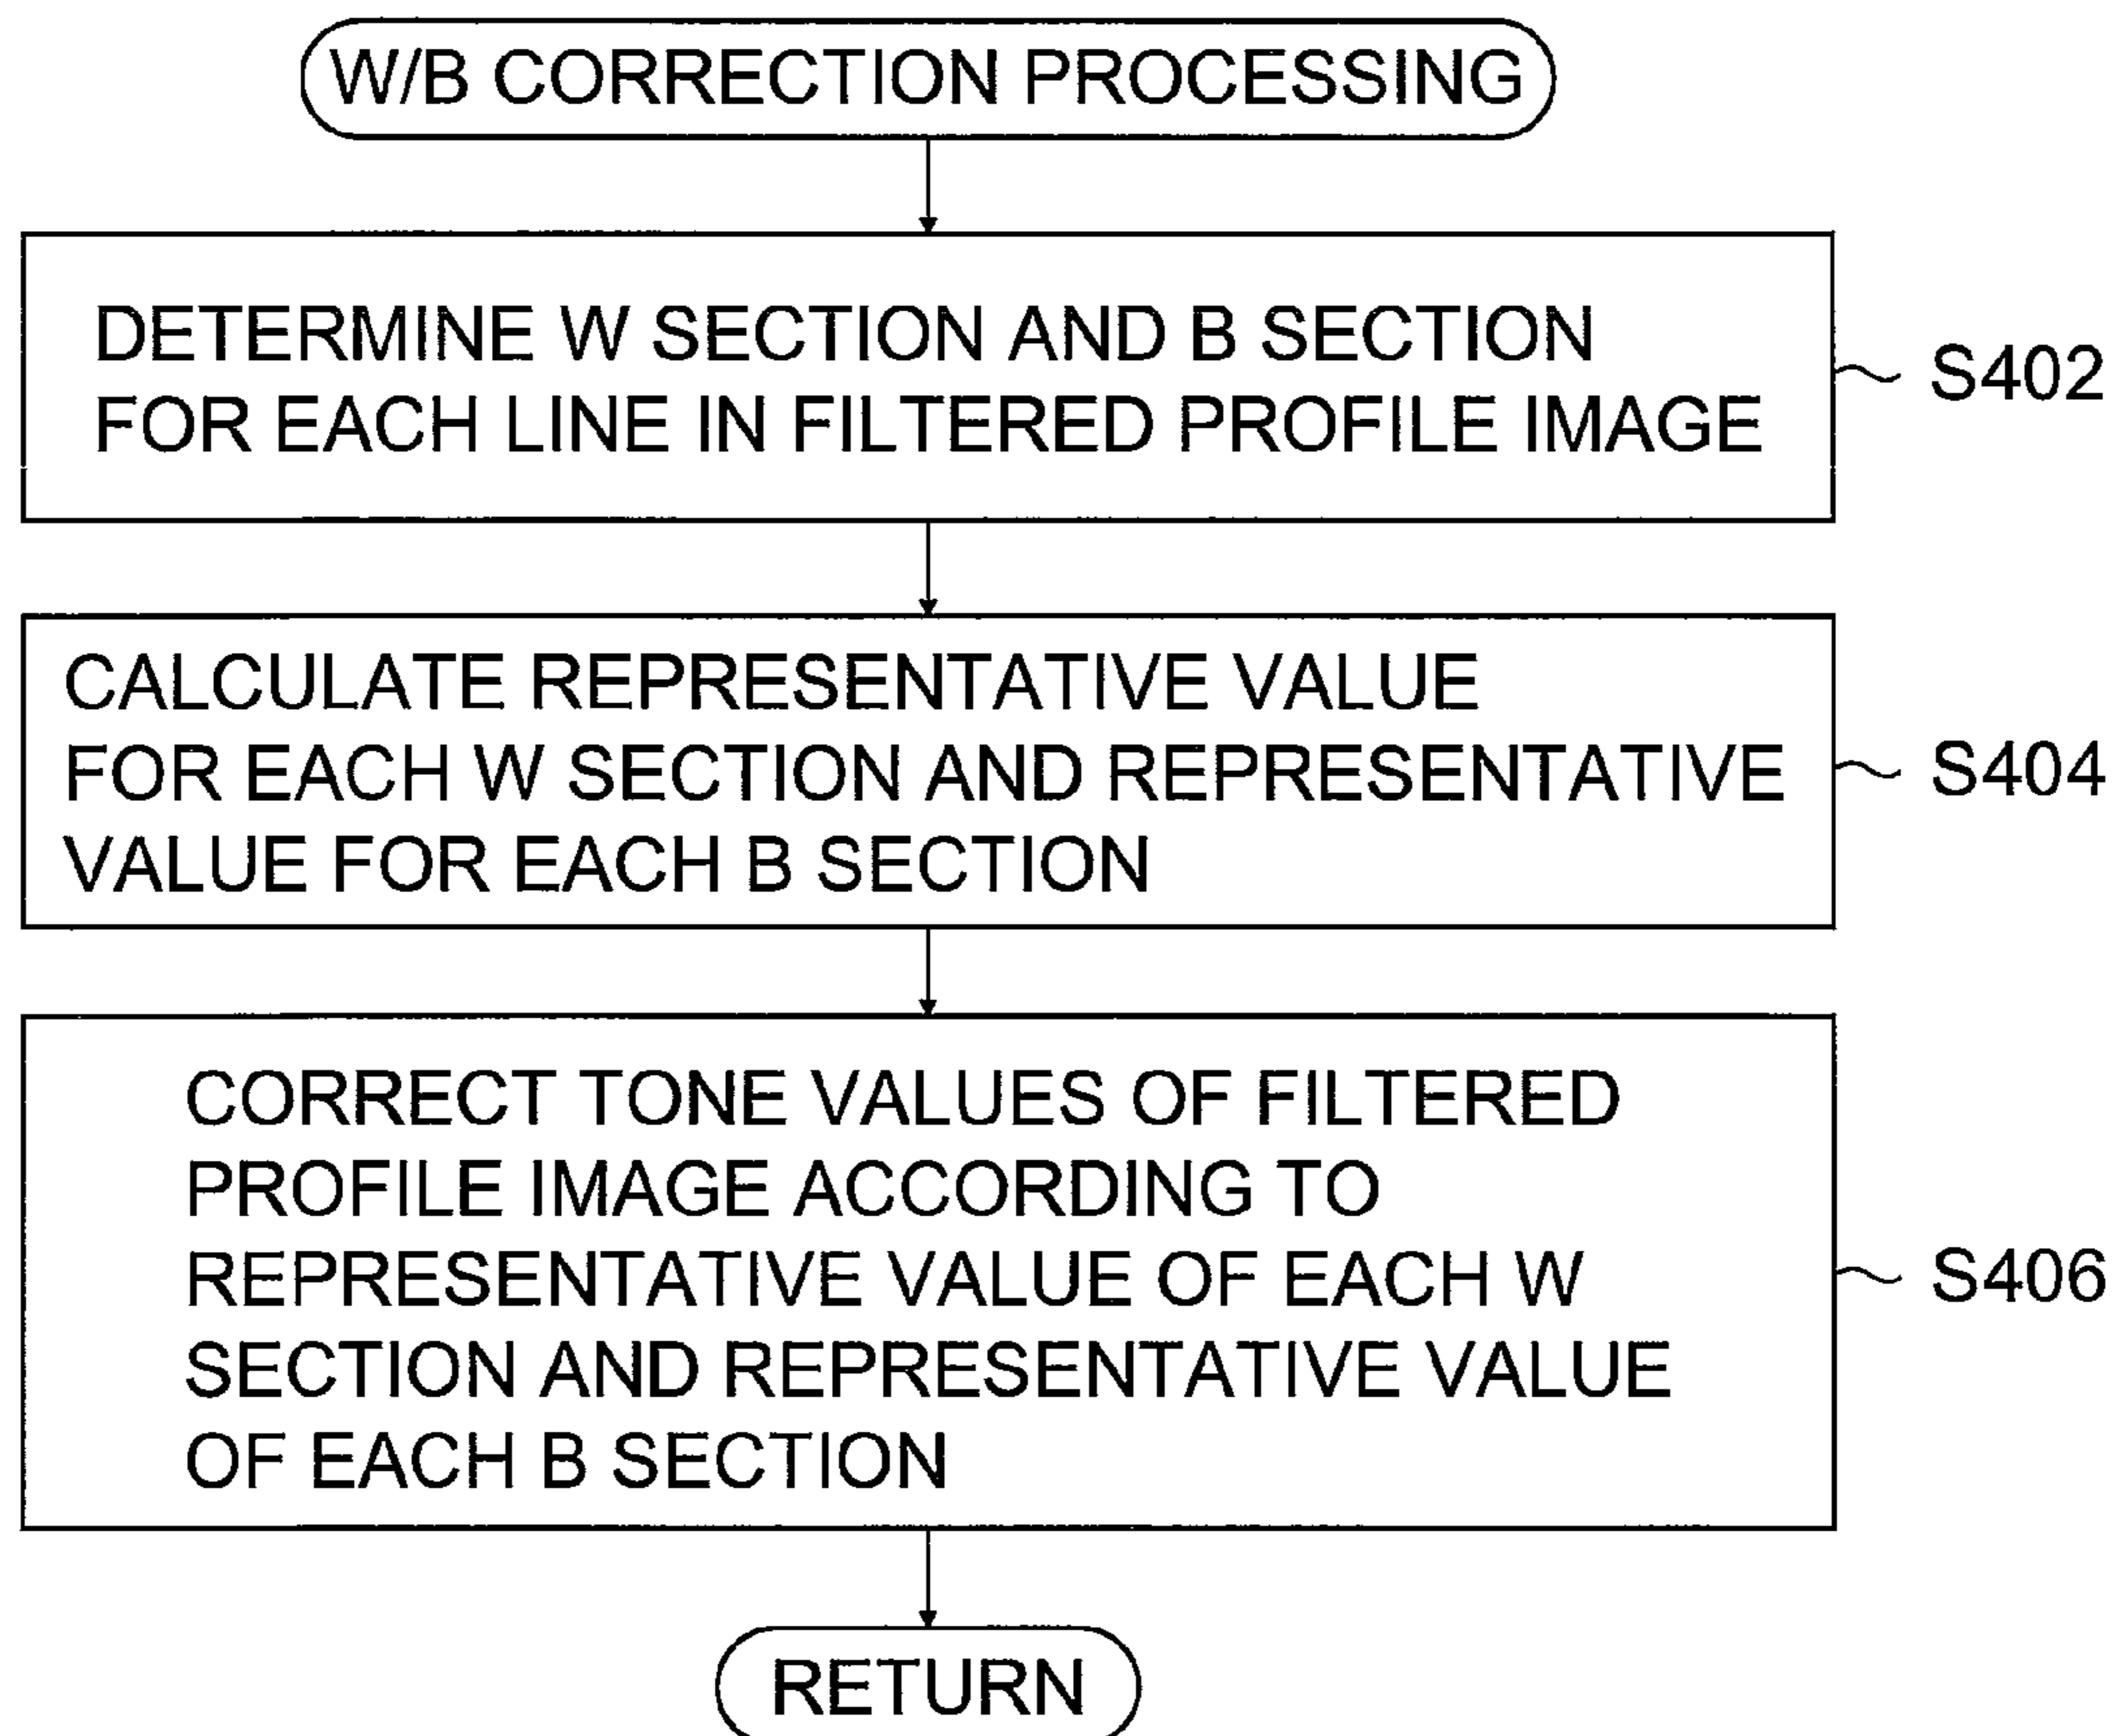 W/B CORRECTION PROCESSING
DETERMINE W SECTION AND B SECTION
FOR EACH LINE IN FILTERED PROFILE IMAGE
S402
CALCULATE REPRESENTATIVE VALUE
FOR EACH W SECTION AND REPRESENTATIVE
VALUE FOR EACH B SECTION
S404
CORRECT TONE VALUES OF FILTERED
PROFILE IMAGE ACCORDING TO
REPRESENTATIVE VALUE OF EACH W
SECTION AND REPRESENTATIVE VALUE
OF EACH B SECTION
S406
RETURN